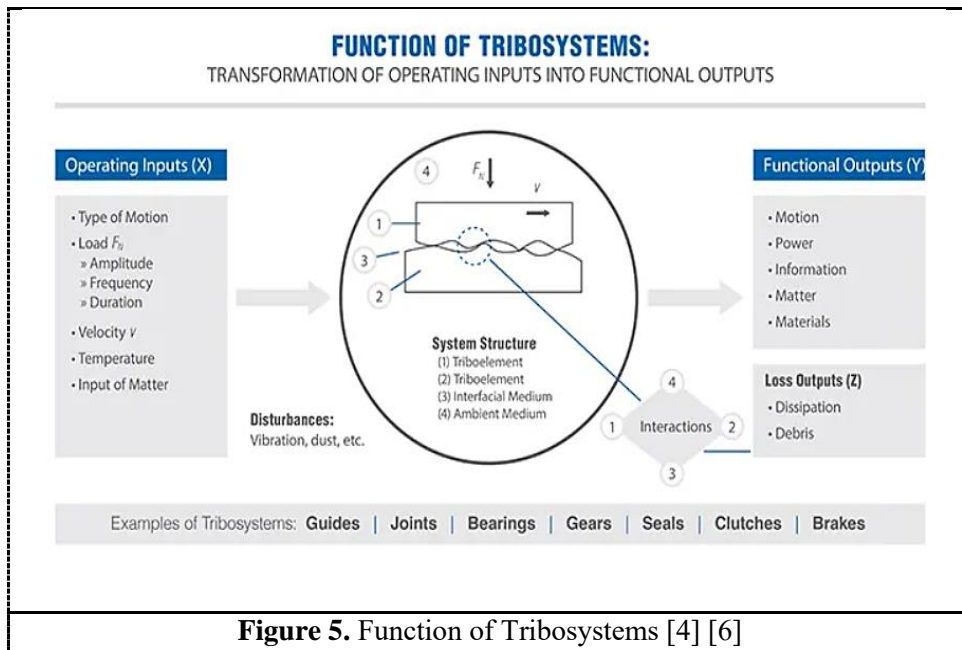 FUNCTION OF TRIBOSYSTEMS:
TRANSFORMATION OF OPERATING INPUTS INTO FUNCTIONAL OUTPUTS
Operating Inputs (X)
• Type of Motion
• Load FN
» Amplitude
» Frequency
» Duration
• Velocity v
• Temperature
• Input of Matter
Disturbances:
Vibration, dust, etc.
4
FN
v
1
3
2
System Structure
(1) Triboelement
(2) Triboelement
(3) Interfacial Medium
(4) Ambient Medium
4
1 Interactions 2
3
Functional Outputs (Y)
• Motion
• Power
• Information
• Matter
• Materials
Loss Outputs (Z)
• Dissipation
• Debris
Examples of Tribosystems: Guides | Joints | Bearings | Gears | Seals | Clutches | Brakes
Figure 5. Function of Tribosystems [4] [6]